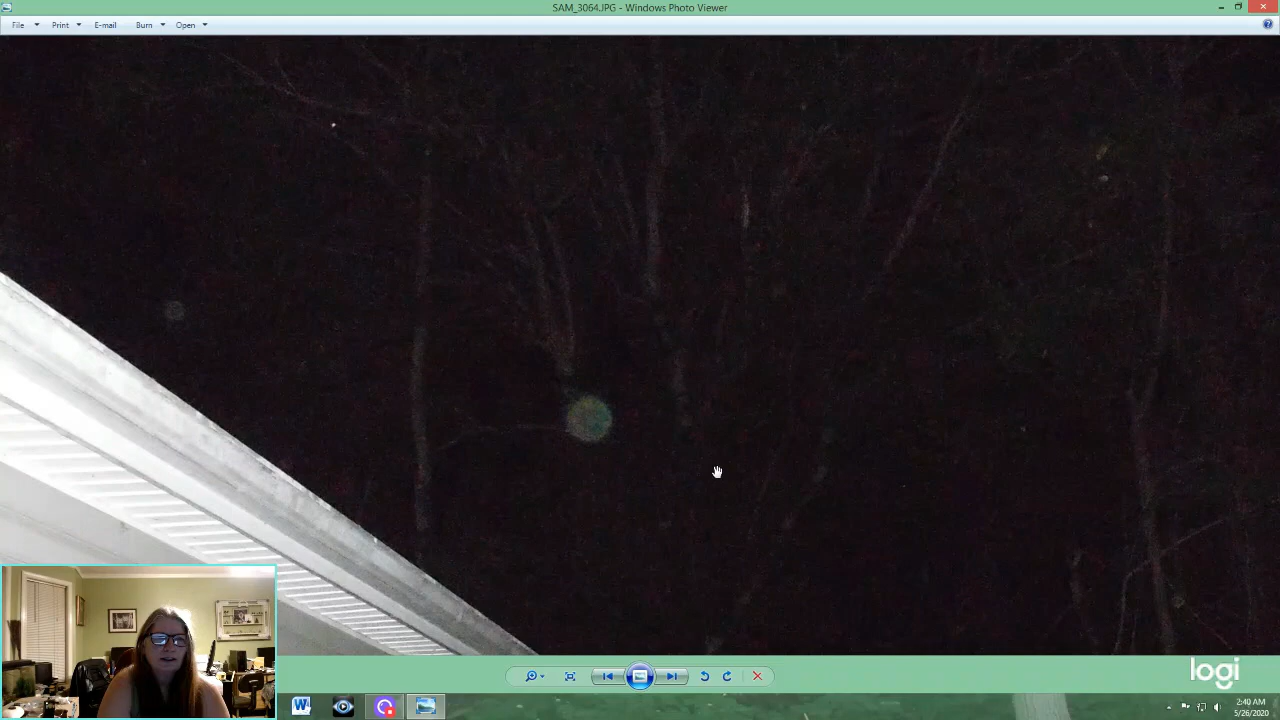 SAM_3064.JPG - Windows Photo Viewer
File Print E-mail Burn Open
logi
2:40 AM
5/26/2020